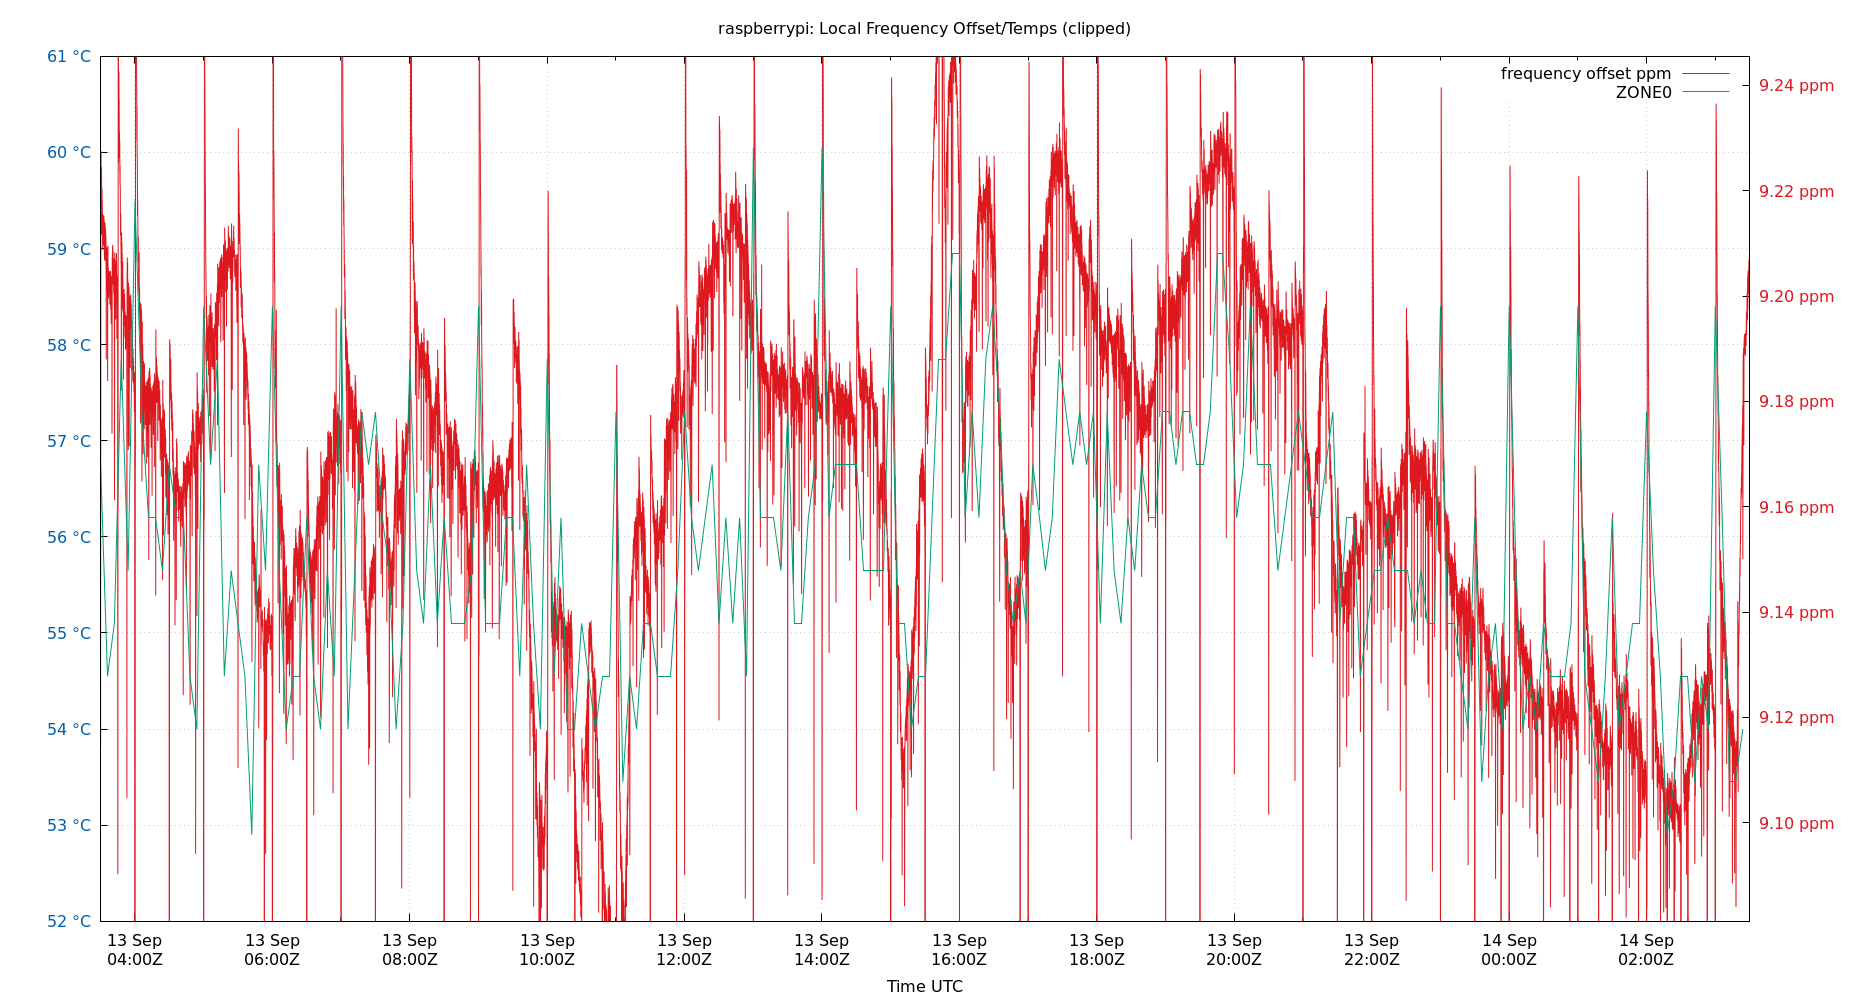 raspberrypi: Local Frequency Offset/Temps (clipped)
frequency offset ppm
ZONE0
61 °C
60 °C
59 °C
58 °C
57 °C
56 °C
55 °C
54 °C
53 °C
52 °C
9.24 ppm
9.22 ppm
9.20 ppm
9.18 ppm
9.16 ppm
9.14 ppm
9.12 ppm
9.10 ppm
13 Sep 13 Sep 13 Sep 13 Sep 13 Sep 13 Sep 13 Sep 13 Sep 13 Sep 13 Sep 14 Sep 14 Sep
04:00Z 06:00Z 08:00Z 10:00Z 12:00Z 14:00Z 16:00Z 18:00Z 20:00Z 22:00Z 00:00Z 02:00Z
Time UTC